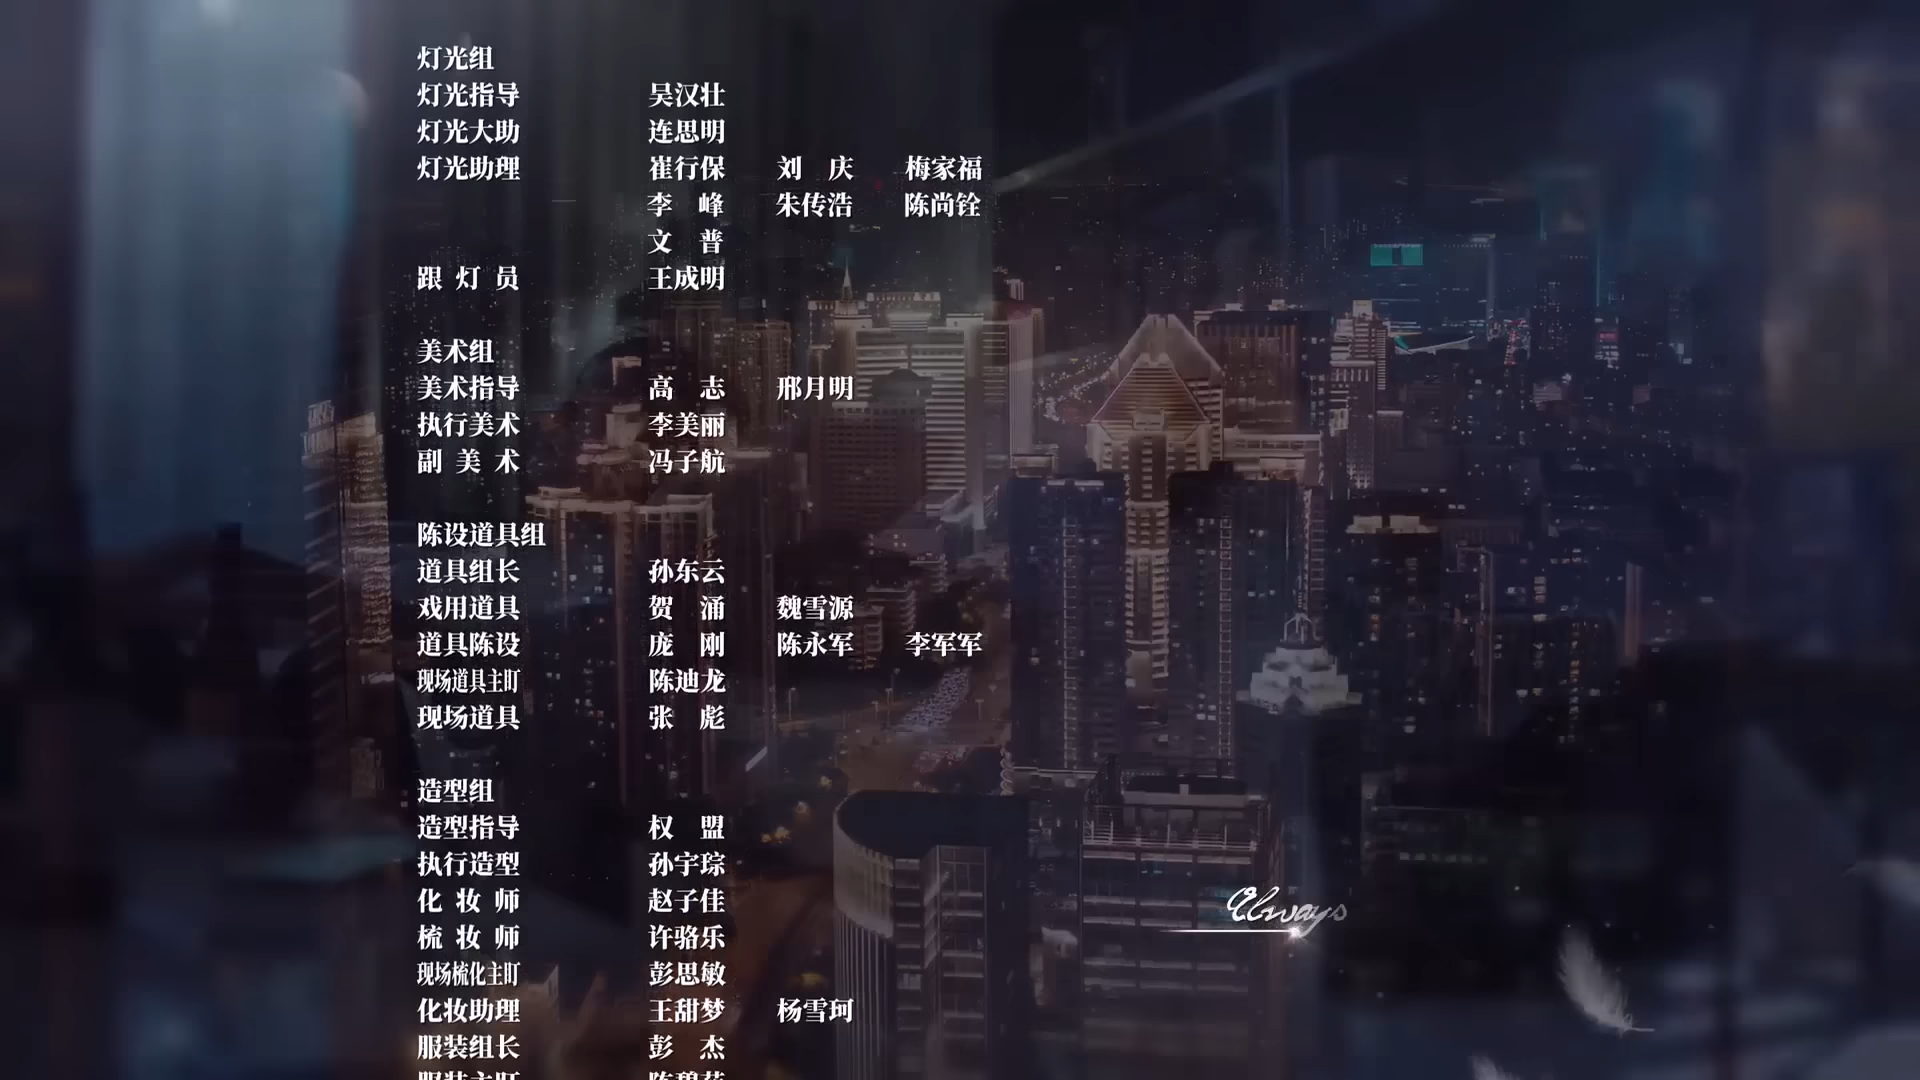 灯光组
灯光指导 吴汉壮
灯光大助 连思明
灯光助理 崔行保 刘 庆 梅家福
李 峰 朱传浩 陈尚铨
文 普
跟 灯 员 王成明
美术组
美术指导 高 志 邢月明
执行美术 李美丽
副 美 术 冯子航
陈设道具组
道具组长 孙东云
戏用道具 贺 涌 魏雪源
道具陈设 庞 刚 陈永军 李军军
现场道具主盯 陈迪龙
现场道具 张 彪
造型组
造型指导 权 盟
执行造型 孙宇琮
化 妆 师 赵子佳
梳 妆 师 许骆乐
现场梳化主盯 彭思敏
化妆助理 王甜梦 杨雪珂
服装组长 彭 杰
Always